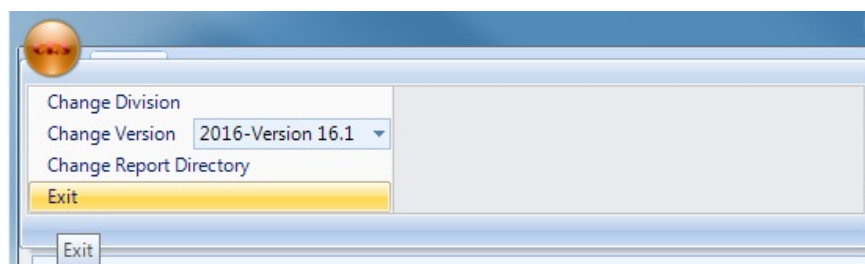 Change Division
Change Version 2016-Version 16.1
Change Report Directory
Exit
Exit